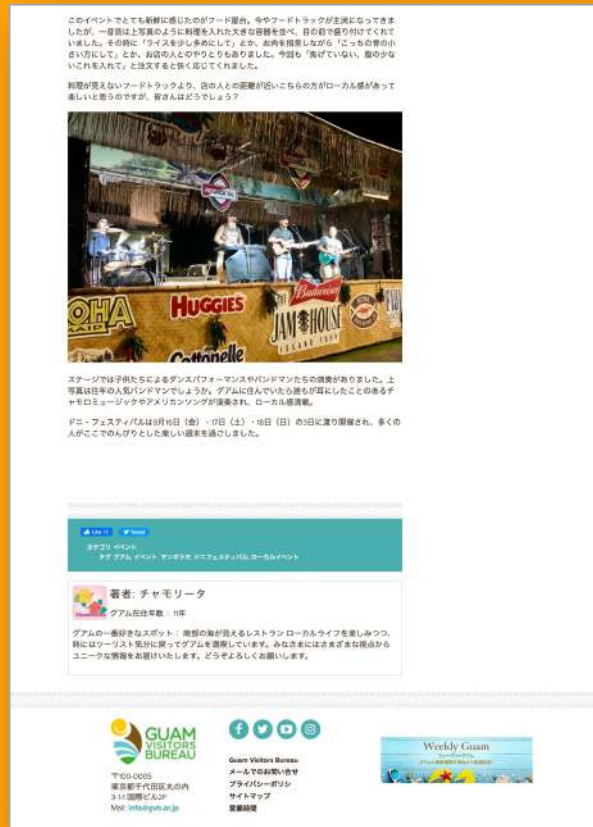 このイベントでとても新鮮に感じたのがフード屋台。今やフードトラックが主流になってきま
したが、一昔前は上写真のように料理を入れた大きな容器を並べ、目の前で盛り付けてくれて
いました。その時に「ライスを少し多めにして」とか、お肉を指差しながら「こっちの骨の小
さい方にして」とか、お店の人とのやりとりもありました。今回も「焦げていない、脂の少な
いこれを入れて」と注文すると快く応じてくれました。
料理が見えないフードトラックより、店の人との距離が近いこちらの方がローカル感があって
楽しいと思うのですが、皆さんはどうでしょう？
OHA
MAID
HUGGIES
Cottonelle
Budweiser
JAM HOUSE
ISLAND
ステージでは子供たちによるダンスパフォーマンスやバンドマンたちの演奏がありました。上
写真は往年の人気バンドマンでしょうか。グアムに住んでいたら誰もが耳にしたことのあるチ
ャモロミュージックやアメリカンソングが演奏され、ローカル感満載。
ドニ・フェスティバルは9月16日（金）・17日（土）・18日（日）の3日に渡り開催され、多くの
人がここでのんびりとした楽しい週末を過ごしました。
Like 11
Tweet
カテゴリ イベント
タグ グアム, イベント, マンギラオ, ドニフェスティバル, ローカルイベント
著者: チャモリータ
グアム在住年数： 11年
グアムの一番好きなスポット： 南部の海が見えるレストラン ローカルライフを楽しみつつ、
時にはツーリスト気分に戻ってグアムを満喫しています。みなさまにはさまざまな視点から
ユニークな情報をお届けいたします。どうぞよろしくお願いします。
GUAM
VISITORS
BUREAU
〒100-0005
東京都千代田区丸の内
3-1-1 国際ビル2F
Mail: info@gvb.or.jp
Guam Visitors Bureau
メールでのお問い合せ
プライバシーポリシ
サイトマップ
営業時間
Weekly Guam